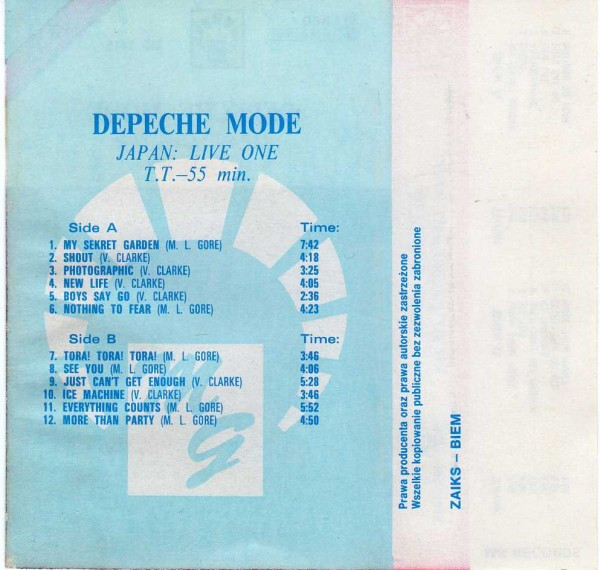 DEPECHE MODE
JAPAN: LIVE ONE
T.T.–55 min.
Side A Time:
1. MY SEKRET GARDEN (M. L. GORE) 7:42
2. SHOUT (V. CLARKE) 4:18
3. PHOTOGRAPHIC (V. CLARKE) 3:25
4. NEW LIFE (V. CLARKE) 4:05
5. BOYS SAY GO (V. CLARKE) 2:36
6. NOTHING TO FEAR (M. L. GORE) 4:23
Side B Time:
7. TORA! TORA! TORA! (M. L. GORE) 3:46
8. SEE YOU (M. L. GORE) 4:06
9. JUST CAN'T GET ENOUGH (V. CLARKE) 5:28
10. ICE MACHINE (V. CLARKE) 3:46
11. EVERYTHING COUNTS (M. L. GORE) 5:52
12. MORE THAN PARTY (M. L. GORE) 4:50
MG
Prawa producenta oraz prawa autorskie zastrzeżone
Wszelkie kopiowanie publiczne bez zezwolenia zabronione
ZAIKS – BIEM